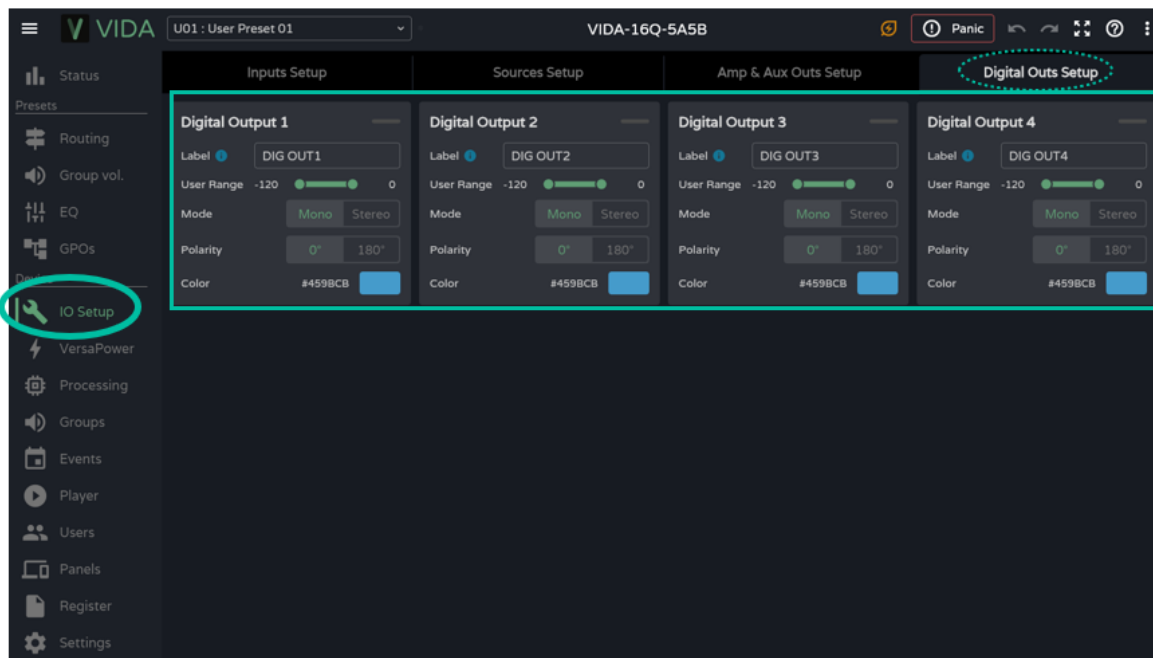 VIDA
U01 : User Preset 01
VIDA-16Q-5A5B
Panic
Status
Presets
Routing
Group vol.
EQ
GPOs
Device
IO Setup
VersaPower
Processing
Groups
Events
Player
Users
Panels
Register
Settings
Inputs Setup
Sources Setup
Amp & Aux Outs Setup
Digital Outs Setup
Digital Output 1
Label DIG OUT1
User Range -120 0
Mode Mono Stereo
Polarity 0° 180°
Color #459BCB
Digital Output 2
Label DIG OUT2
User Range -120 0
Mode Mono Stereo
Polarity 0° 180°
Color #459BCB
Digital Output 3
Label DIG OUT3
User Range -120 0
Mode Mono Stereo
Polarity 0° 180°
Color #459BCB
Digital Output 4
Label DIG OUT4
User Range -120 0
Mode Mono Stereo
Polarity 0° 180°
Color #459BCB